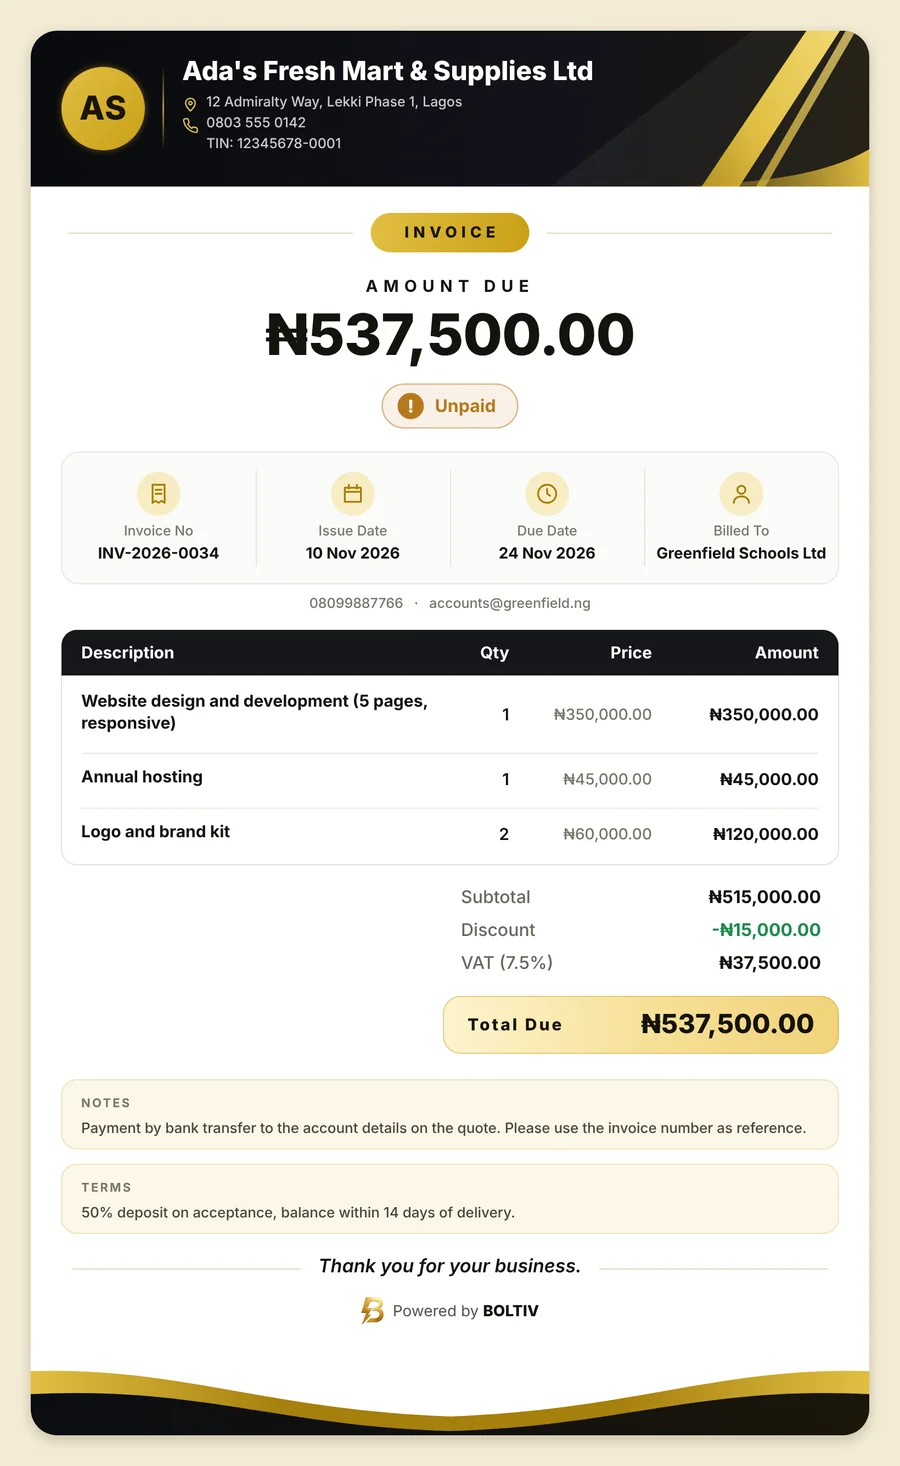 AS
Ada's Fresh Mart & Supplies Ltd
12 Admiralty Way, Lekki Phase 1, Lagos
0803 555 0142
TIN: 12345678-0001
INVOICE
AMOUNT DUE
₦537,500.00
! Unpaid
Invoice No
INV-2026-0034
Issue Date
10 Nov 2026
Due Date
24 Nov 2026
Billed To
Greenfield Schools Ltd
08099887766 · accounts@greenfield.ng
Description Qty Price Amount
Website design and development (5 pages,
responsive) 1 ₦350,000.00 ₦350,000.00
Annual hosting 1 ₦45,000.00 ₦45,000.00
Logo and brand kit 2 ₦60,000.00 ₦120,000.00
Subtotal ₦515,000.00
Discount -₦15,000.00
VAT (7.5%) ₦37,500.00
Total Due ₦537,500.00
NOTES
Payment by bank transfer to the account details on the quote. Please use the invoice number as reference.
TERMS
50% deposit on acceptance, balance within 14 days of delivery.
Thank you for your business.
Powered by BOLTIV